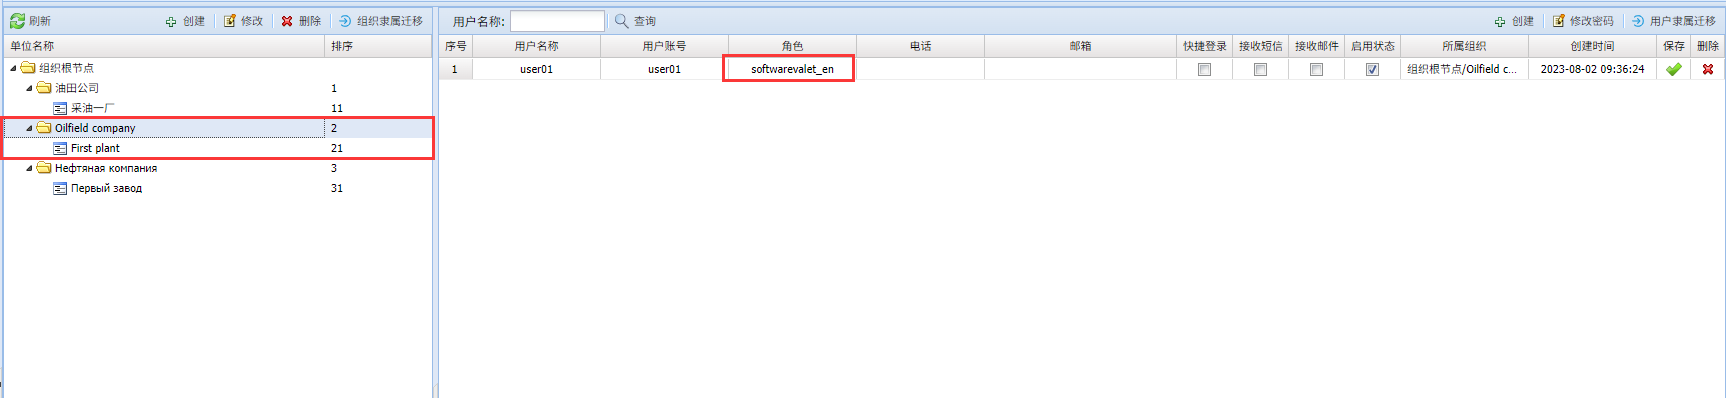 刷新 创建 修改 删除 组织隶属迁移
单位名称 排序
组织根节点
油田公司 1
采油一厂 11
Oilfield company 2
First plant 21
Нефтяная компания 3
Первый завод 31
用户名称: 查询 创建 修改密码 用户隶属迁移
序号 用户名称 用户账号 角色 电话 邮箱 快捷登录 接收短信 接收邮件 启用状态 所属组织 创建时间 保存 删除
1 user01 user01 softwarevalet_en 组织根节点/Oilfield c... 2023-08-02 09:36:24